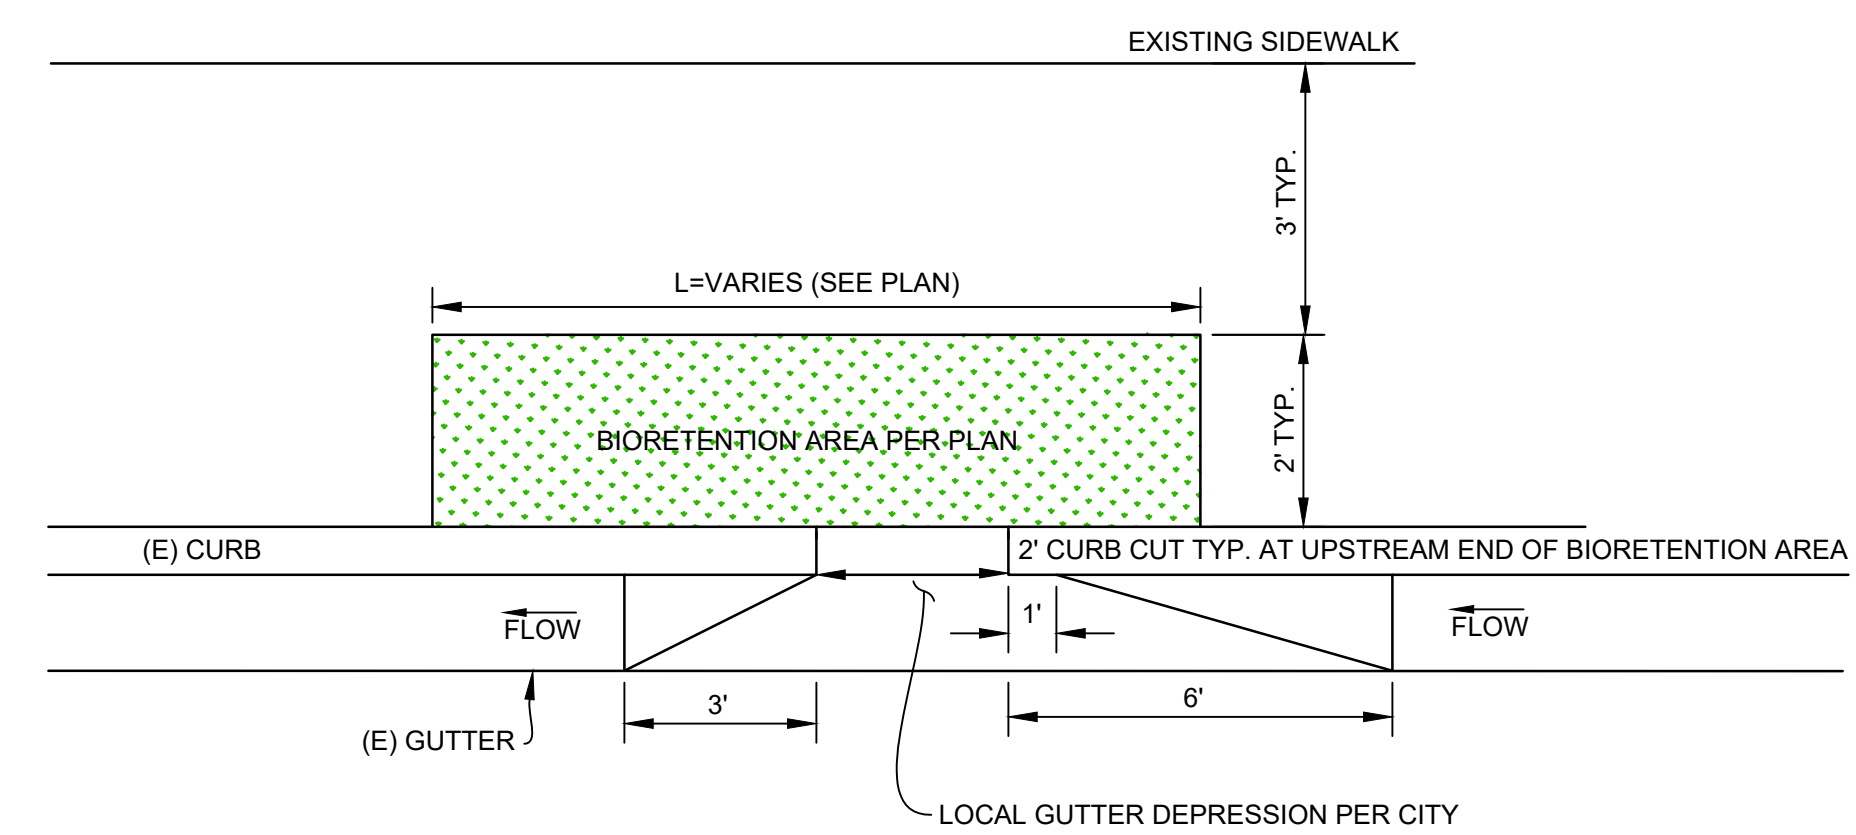 EXISTING SIDEWALK
3' TYP.
L=VARIES (SEE PLAN)
2' TYP.
BIORETENTION AREA PER PLAN
(E) CURB
2' CURB CUT TYP. AT UPSTREAM END OF BIORETENTION AREA
1'
FLOW
FLOW
3'
6'
(E) GUTTER
LOCAL GUTTER DEPRESSION PER CITY